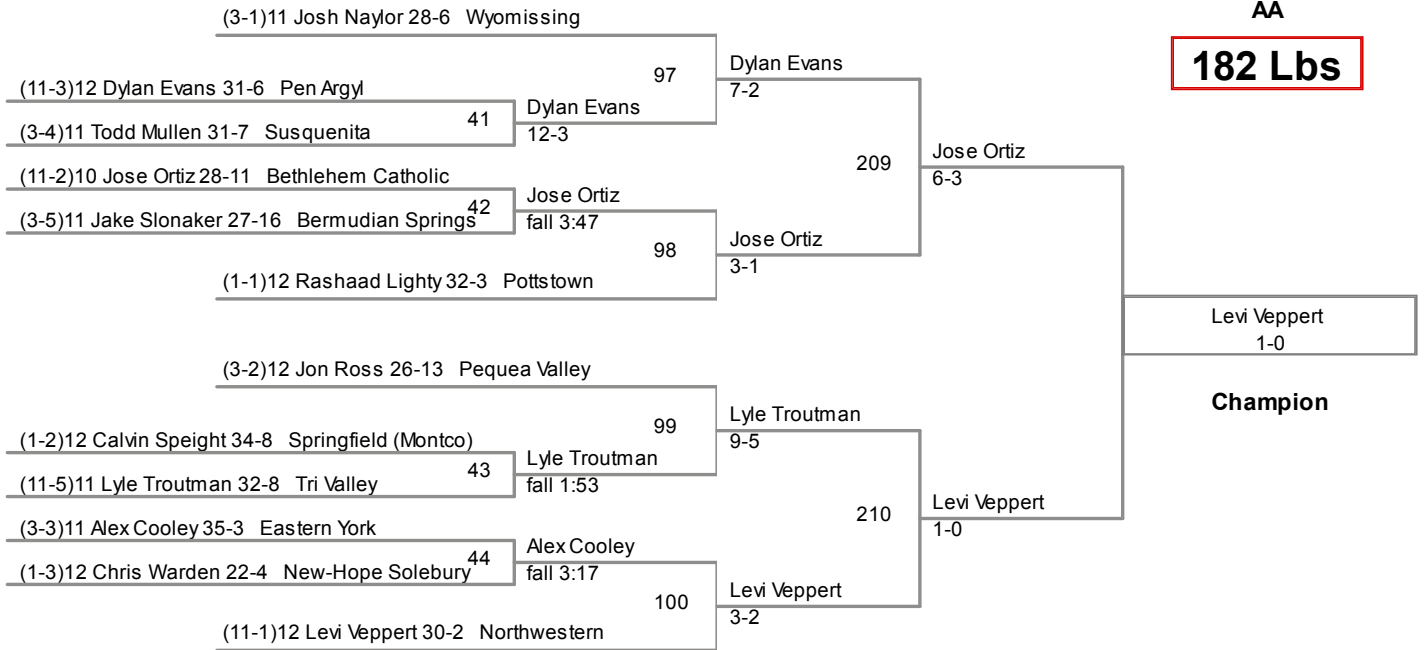 (3-1)11 Josh Naylor 28-6 Wyomissing
AA
182 Lbs
97
Dylan Evans
7-2
(11-3)12 Dylan Evans 31-6 Pen Argyl
41
Dylan Evans
12-3
(3-4)11 Todd Mullen 31-7 Susquenita
209
Jose Ortiz
6-3
(11-2)10 Jose Ortiz 28-11 Bethlehem Catholic
42
Jose Ortiz
fall 3:47
(3-5)11 Jake Slonaker 27-16 Bermudian Springs
98
Jose Ortiz
3-1
(1-1)12 Rashaad Lighty 32-3 Pottstown
Levi Veppert
1-0
Champion
(3-2)12 Jon Ross 26-13 Pequea Valley
99
Lyle Troutman
9-5
(1-2)12 Calvin Speight 34-8 Springfield (Montco)
43
Lyle Troutman
fall 1:53
(11-5)11 Lyle Troutman 32-8 Tri Valley
210
Levi Veppert
1-0
(3-3)11 Alex Cooley 35-3 Eastern York
44
Alex Cooley
fall 3:17
(1-3)12 Chris Warden 22-4 New-Hope Solebury
100
Levi Veppert
3-2
(11-1)12 Levi Veppert 30-2 Northwestern